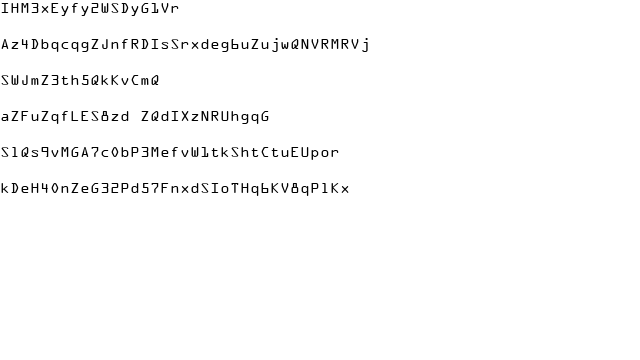 IHM3xEyfy2WSDyG1Vr
Az4DbqcqgZJnfRDIsSrxdeg6uZujwQNVRMRVj
SWJmZ3th5QkKvCmQ
aZFuZqfLES8zd ZQdIXzNRUhgqG
SlQs9vMGA7c0bP3MefvW1tkShtCtuEUpor
kDeH40nZeG32Pd57FnxdSIoTHq6KV8qPlKx